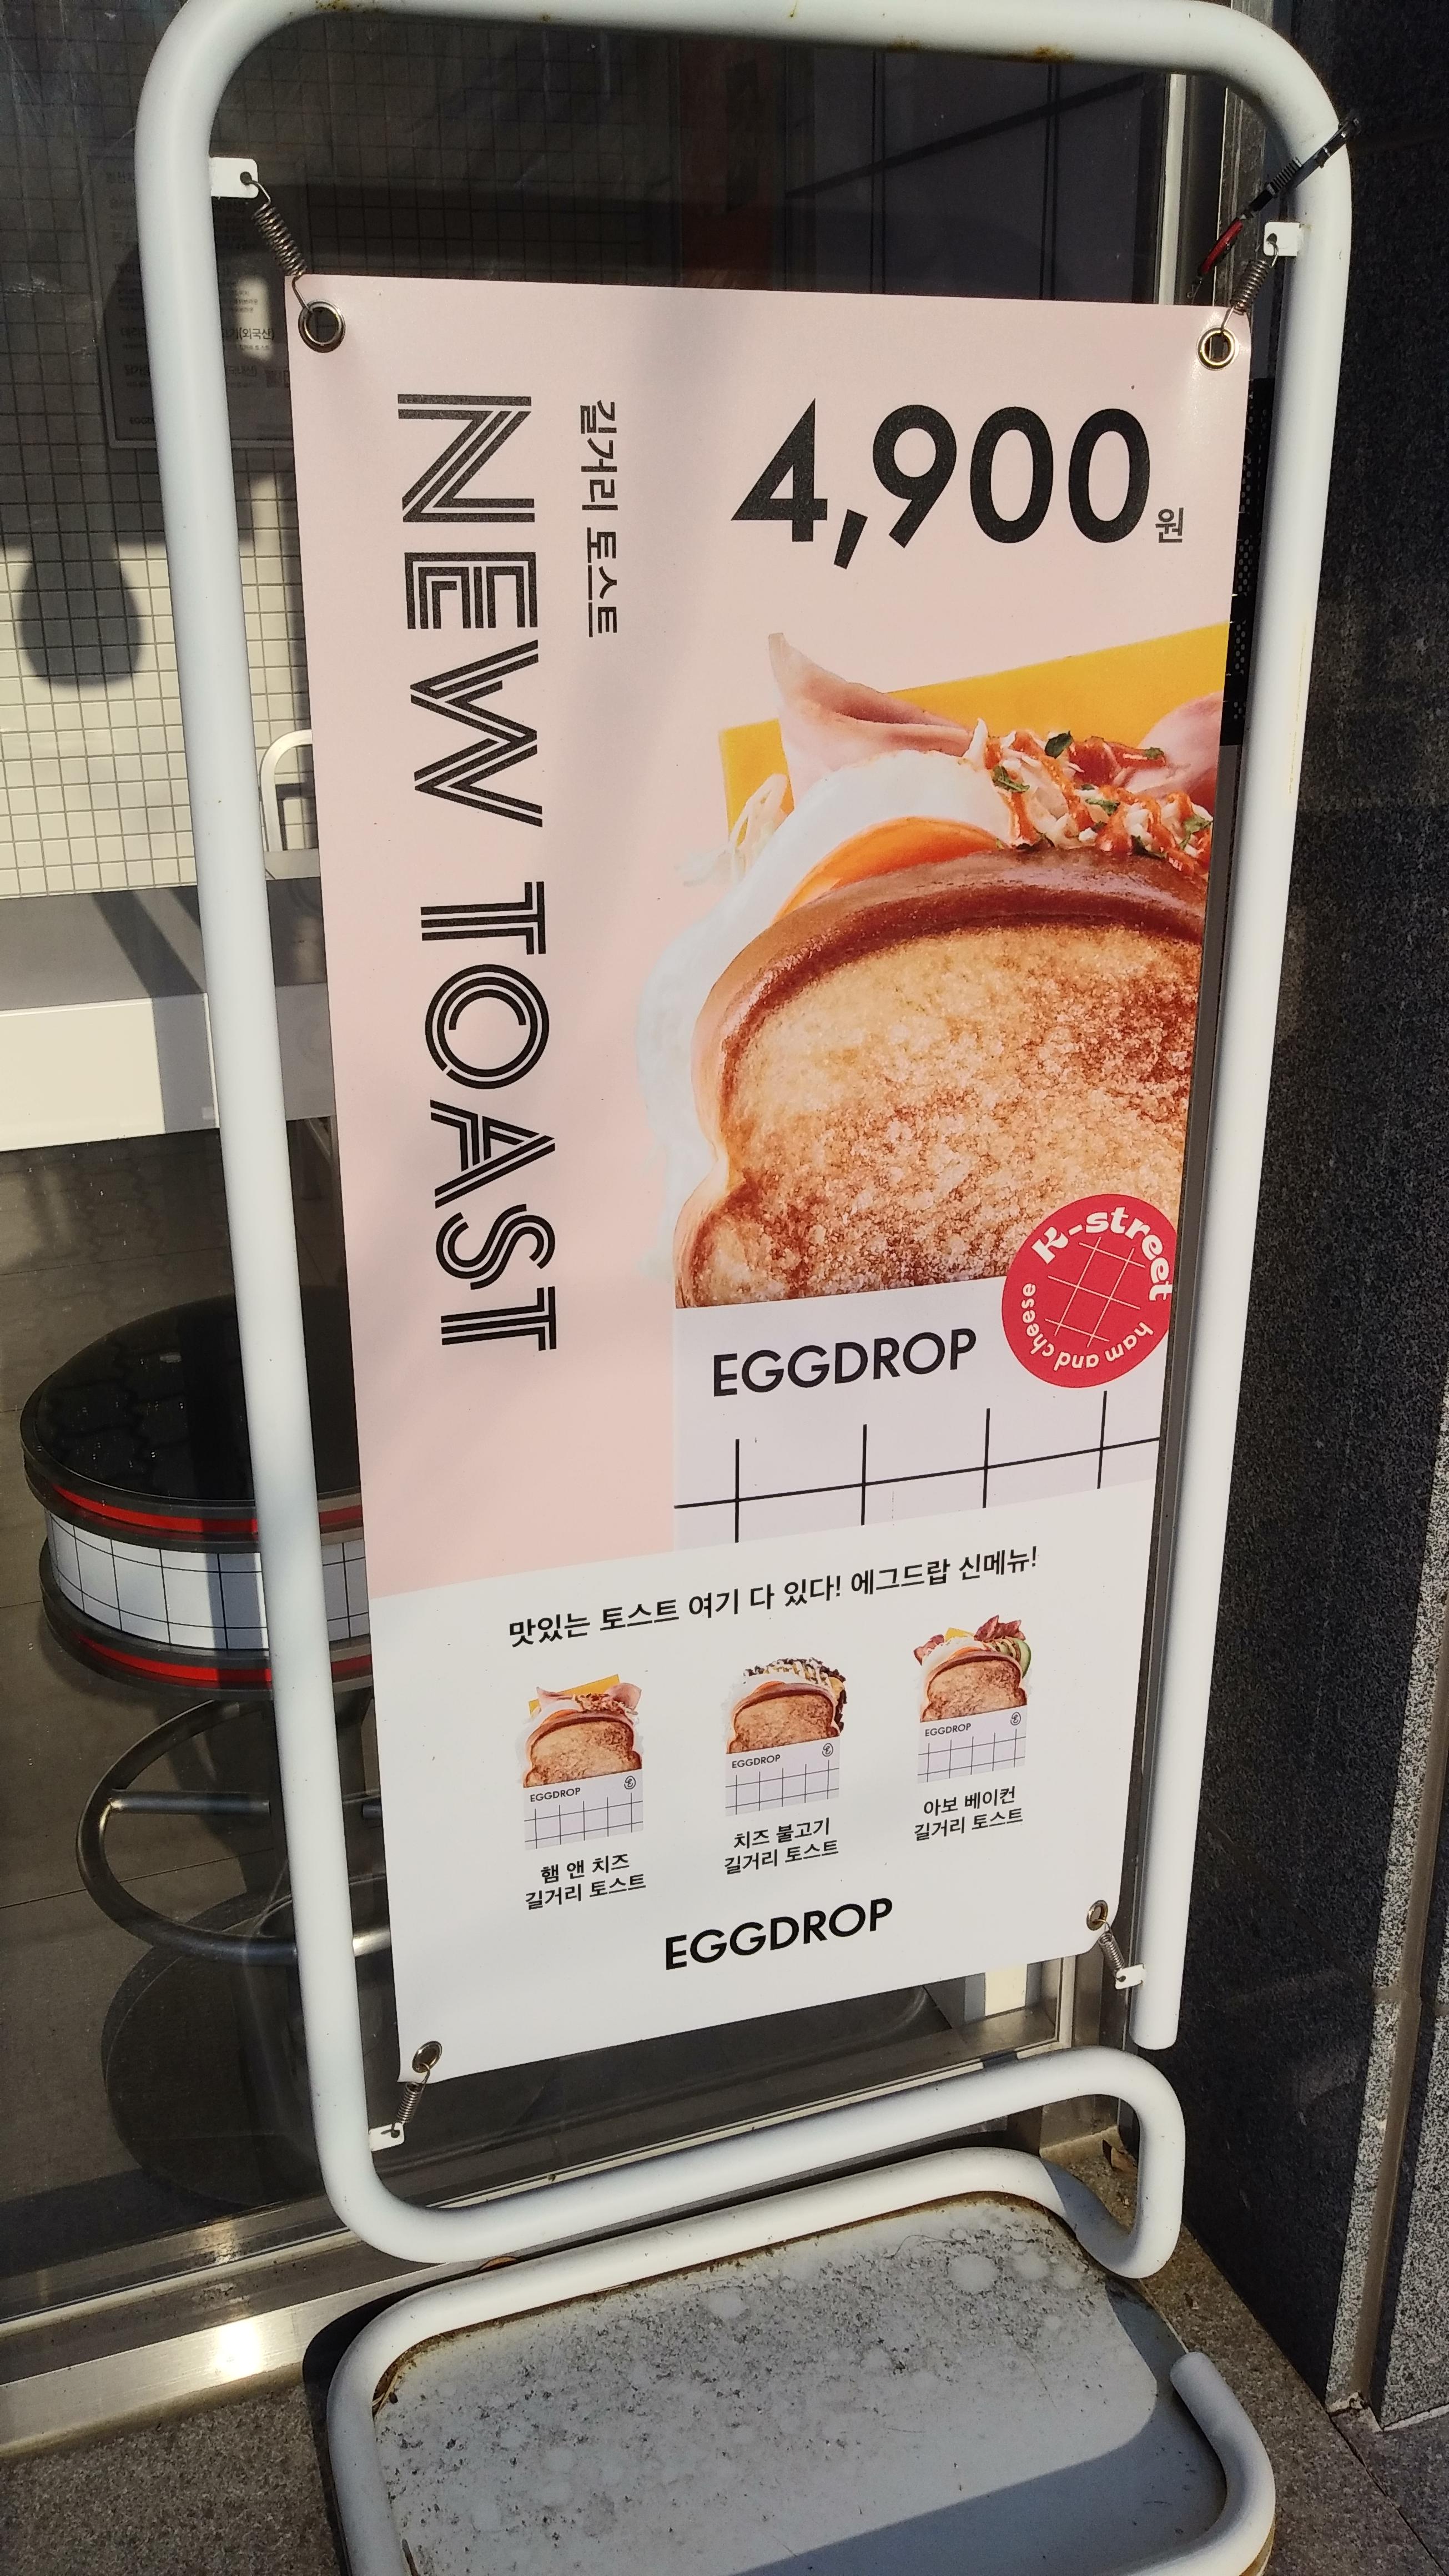 4,900원
길거리 토스트
NEW TOAST
K-street
ham and cheese
EGGDROP
맛있는 토스트 여기 다 있다! 에그드랍 신메뉴!
EGGDROP
EGGDROP
EGGDROP
햄 앤 치즈
길거리 토스트
치즈 불고기
길거리 토스트
아보 베이컨
길거리 토스트
EGGDROP
(외국산)